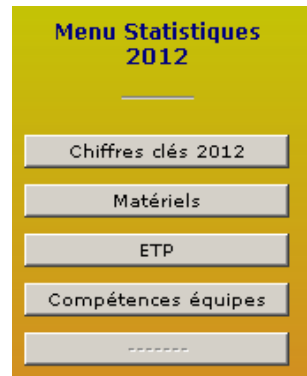 Menu Statistiques
2012
Chiffres clés 2012
Matériels
ETP
Compétences équipes
-------